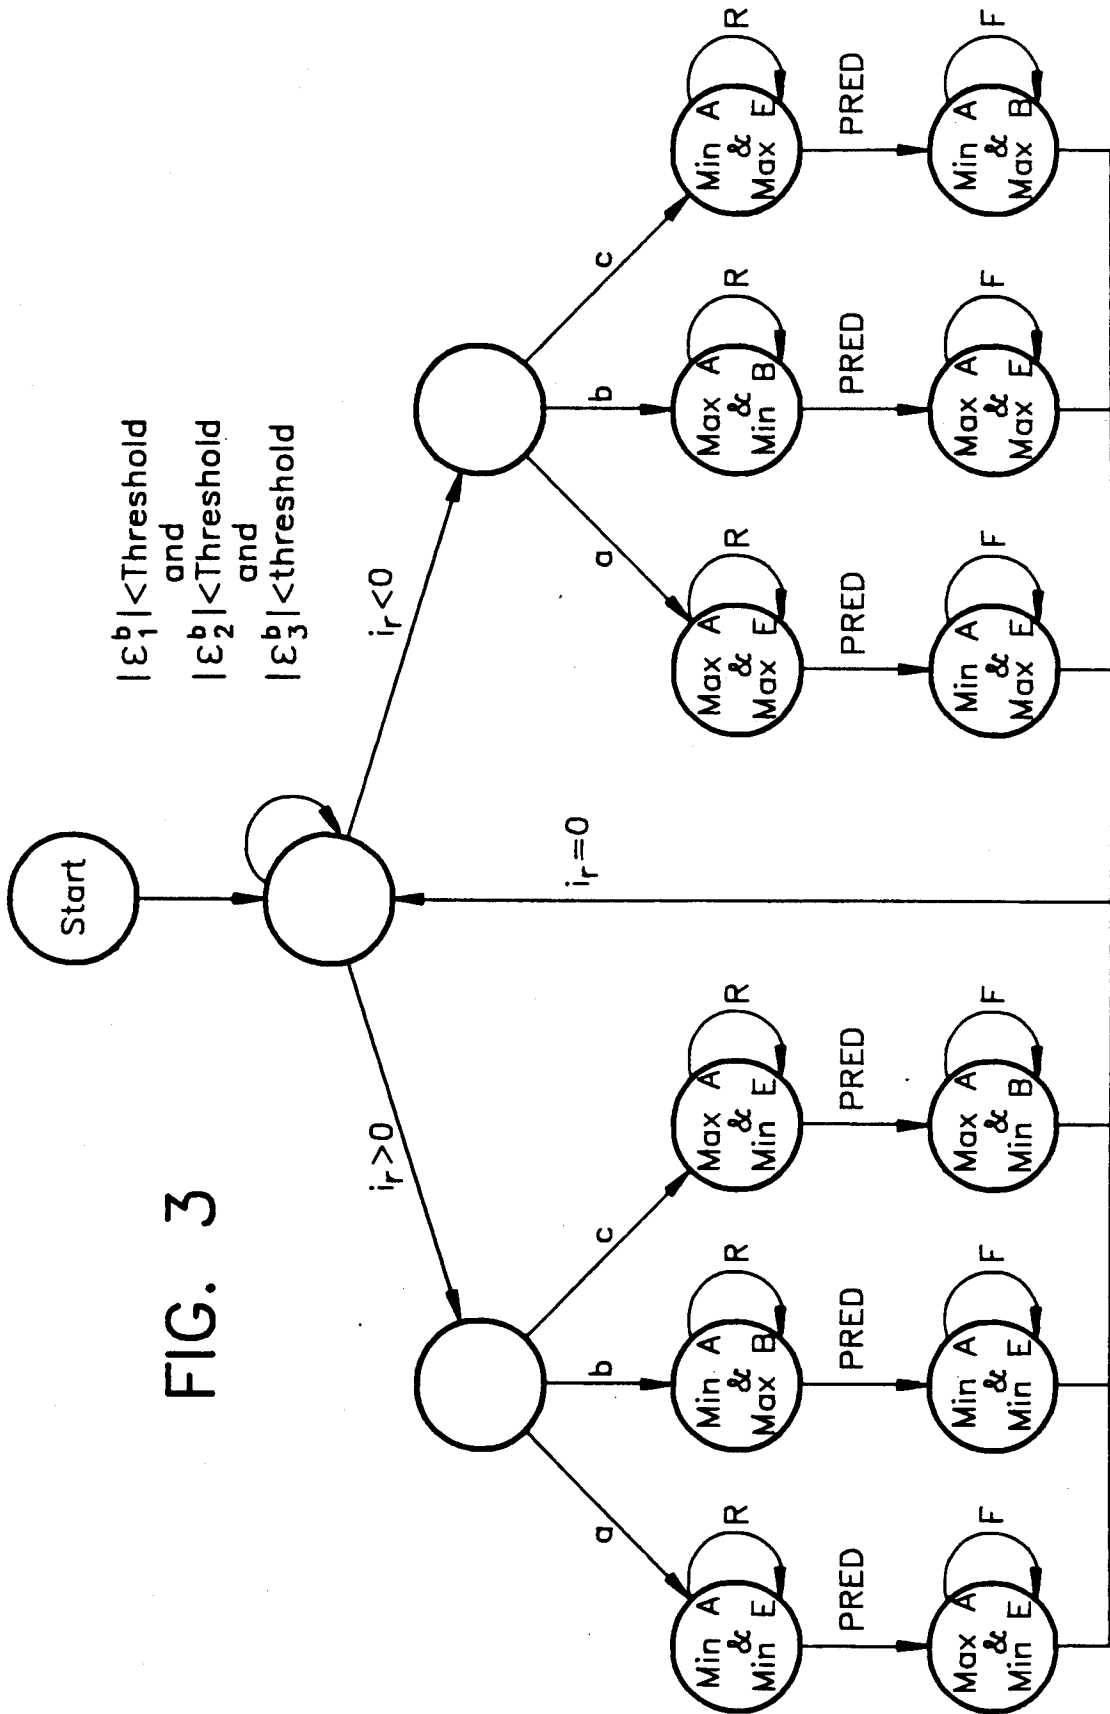 FIG. 3
Start
|ε₁ᵇ|<Threshold
and
|ε₂ᵇ|<Threshold
and
|ε₃ᵇ|<threshold
iᵣ>0
iᵣ<0
iᵣ=0
a
b
c
a
b
c
Min A
&
Min E
R
Min A
&
Max B
R
Max A
&
Min E
R
Max A
&
Max E
R
Max A
&
Min B
R
Min A
&
Max E
R
PRED
PRED
PRED
PRED
PRED
PRED
Max A
&
Min E
F
Min A
&
Min E
F
Max A
&
Min B
F
Min A
&
Max E
F
Max A
&
Max E
F
Min A
&
Max B
F